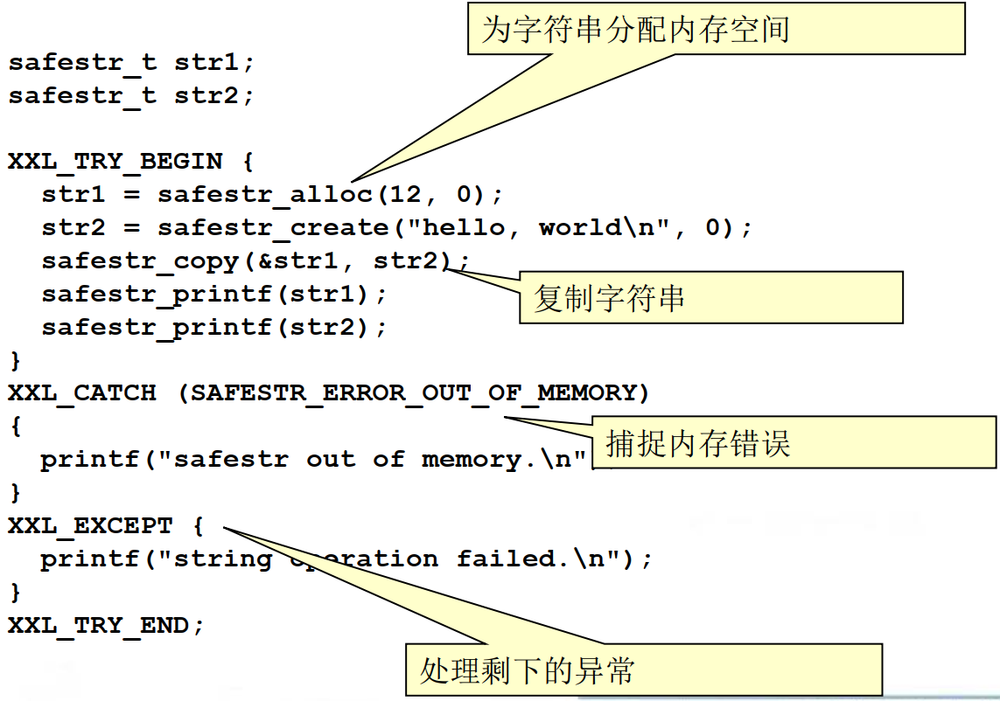 为字符串分配内存空间
safestr_t str1;
safestr_t str2;
XXL_TRY_BEGIN {
str1 = safestr_alloc(12, 0);
str2 = safestr_create("hello, world\n", 0);
safestr_copy(&str1, str2);
复制字符串
safestr_printf(str1);
safestr_printf(str2);
}
XXL_CATCH (SAFESTR_ERROR_OUT_OF_MEMORY)
{
捕捉内存错误
printf("safestr out of memory.\n"
}
XXL_EXCEPT {
printf("string operation failed.\n");
}
XXL_TRY_END;
处理剩下的异常